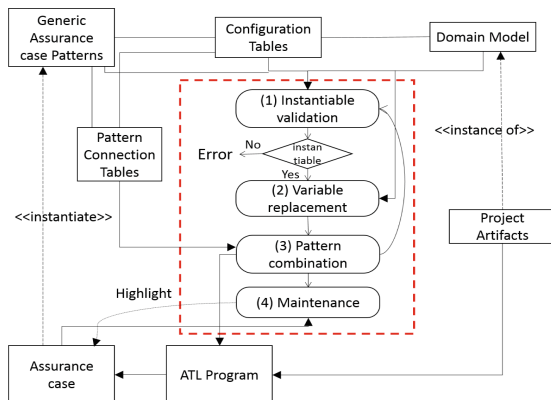 Generic
Assurance
case Patterns
Configuration
Tables
Domain Model
(1) Instantiable
validation
Error
No
instan
tiable
Yes
<<instance of>>
Pattern
Connection
Tables
(2) Variable
replacement
<<instantiate>>
Project
Artifacts
(3) Pattern
combination
Highlight
(4) Maintenance
Assurance
case
ATL Program